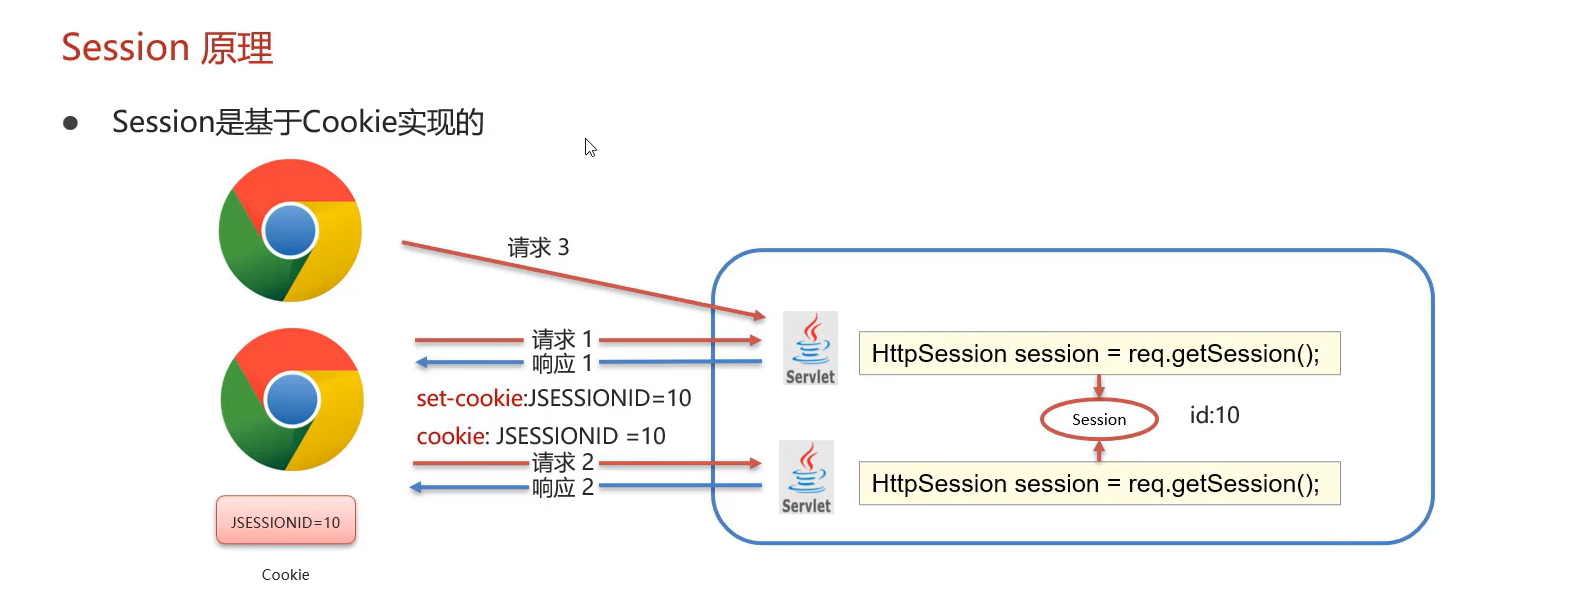 Session 原理
● Session是基于Cookie实现的
请求 3
请求 1
响应 1
set-cookie:JSESSIONID=10
cookie: JSESSIONID =10
请求 2
响应 2
JSESSIONID=10
Cookie
Servlet
HttpSession session = req.getSession();
Session
id:10
Servlet
HttpSession session = req.getSession();